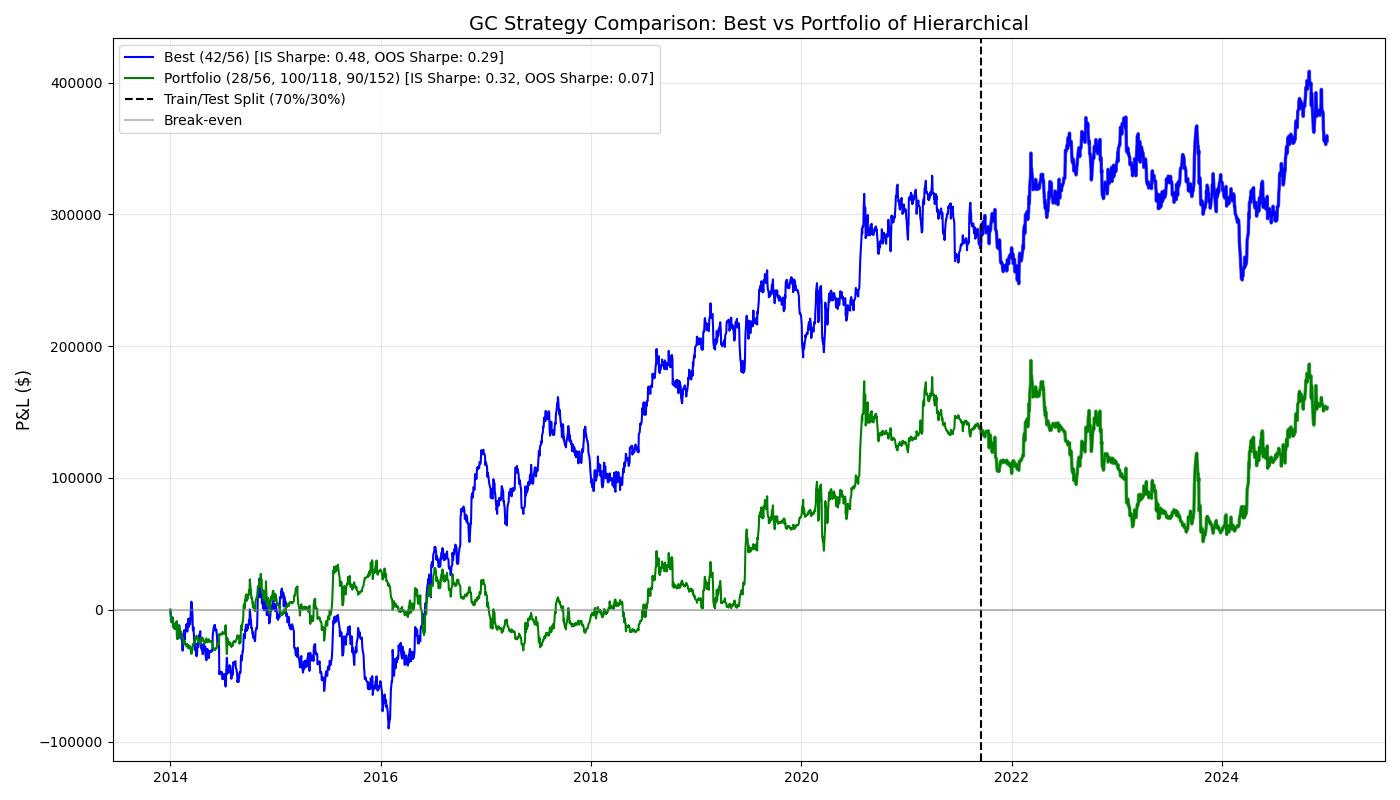 GC Strategy Comparison: Best vs Portfolio of Hierarchical
Best (42/56) [IS Sharpe: 0.48, OOS Sharpe: 0.29]
Portfolio (28/56, 100/118, 90/152) [IS Sharpe: 0.32, OOS Sharpe: 0.07]
Train/Test Split (70%/30%)
Break-even
P&L ($)
400000
300000
200000
100000
0
−100000
2014
2016
2018
2020
2022
2024